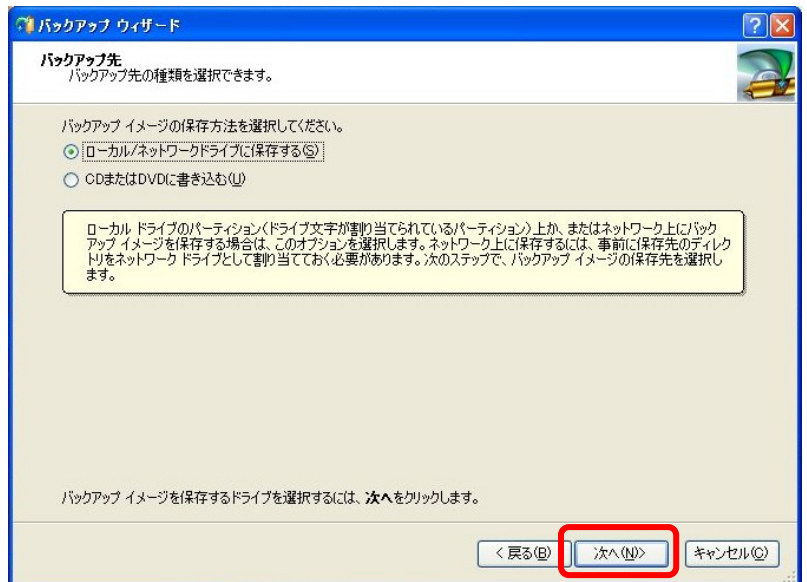 バックアップ ウィザード
バックアップ先
バックアップ先の種類を選択できます。
バックアップ イメージの保存方法を選択してください。
ローカル/ネットワークドライブに保存する(S)
CDまたはDVDに書き込む(U)
ローカル ドライブのパーティション(ドライブ文字が割り当てられているパーティション)上か、またはネットワーク上にバック
アップ イメージを保存する場合は、このオプションを選択します。ネットワーク上に保存するには、事前に保存先のディレク
トリをネットワーク ドライブとして割り当てておく必要があります。次のステップで、バックアップ イメージの保存先を選択し
ます。
バックアップ イメージを保存するドライブを選択するには、次へをクリックします。
< 戻る(B) 次へ(N)> キャンセル(C)